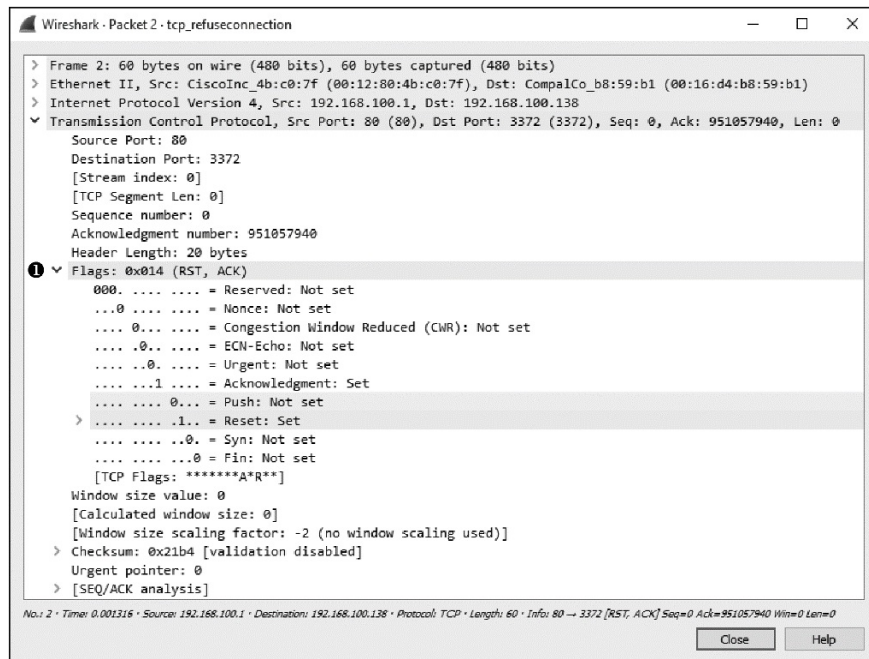 Wireshark · Packet 2 · tcp_refuseconnection
Frame 2: 60 bytes on wire (480 bits), 60 bytes captured (480 bits)
Ethernet II, Src: CiscoInc_4b:c0:7f (00:12:80:4b:c0:7f), Dst: CompalCo_b8:59:b1 (00:16:d4:b8:59:b1)
Internet Protocol Version 4, Src: 192.168.100.1, Dst: 192.168.100.138
Transmission Control Protocol, Src Port: 80 (80), Dst Port: 3372 (3372), Seq: 0, Ack: 951057940, Len: 0
Source Port: 80
Destination Port: 3372
[Stream index: 0]
[TCP Segment Len: 0]
Sequence number: 0
Acknowledgment number: 951057940
Header Length: 20 bytes
❶ Flags: 0x014 (RST, ACK)
000. .... .... = Reserved: Not set
...0 .... .... = Nonce: Not set
.... 0... .... = Congestion Window Reduced (CWR): Not set
.... .0.. .... = ECN-Echo: Not set
.... ..0. .... = Urgent: Not set
.... ...1 .... = Acknowledgment: Set
.... .... 0... = Push: Not set
.... .... .1.. = Reset: Set
.... .... ..0. = Syn: Not set
.... .... ...0 = Fin: Not set
[TCP Flags: *******A*R**]
Window size value: 0
[Calculated window size: 0]
[Window size scaling factor: -2 (no window scaling used)]
Checksum: 0x21b4 [validation disabled]
Urgent pointer: 0
[SEQ/ACK analysis]
No.: 2 · Time: 0.001316 · Source: 192.168.100.1 · Destination: 192.168.100.138 · Protocol: TCP · Length: 60 · Info: 80 → 3372 [RST, ACK] Seq=0 Ack=951057940 Win=0 Len=0
Close Help